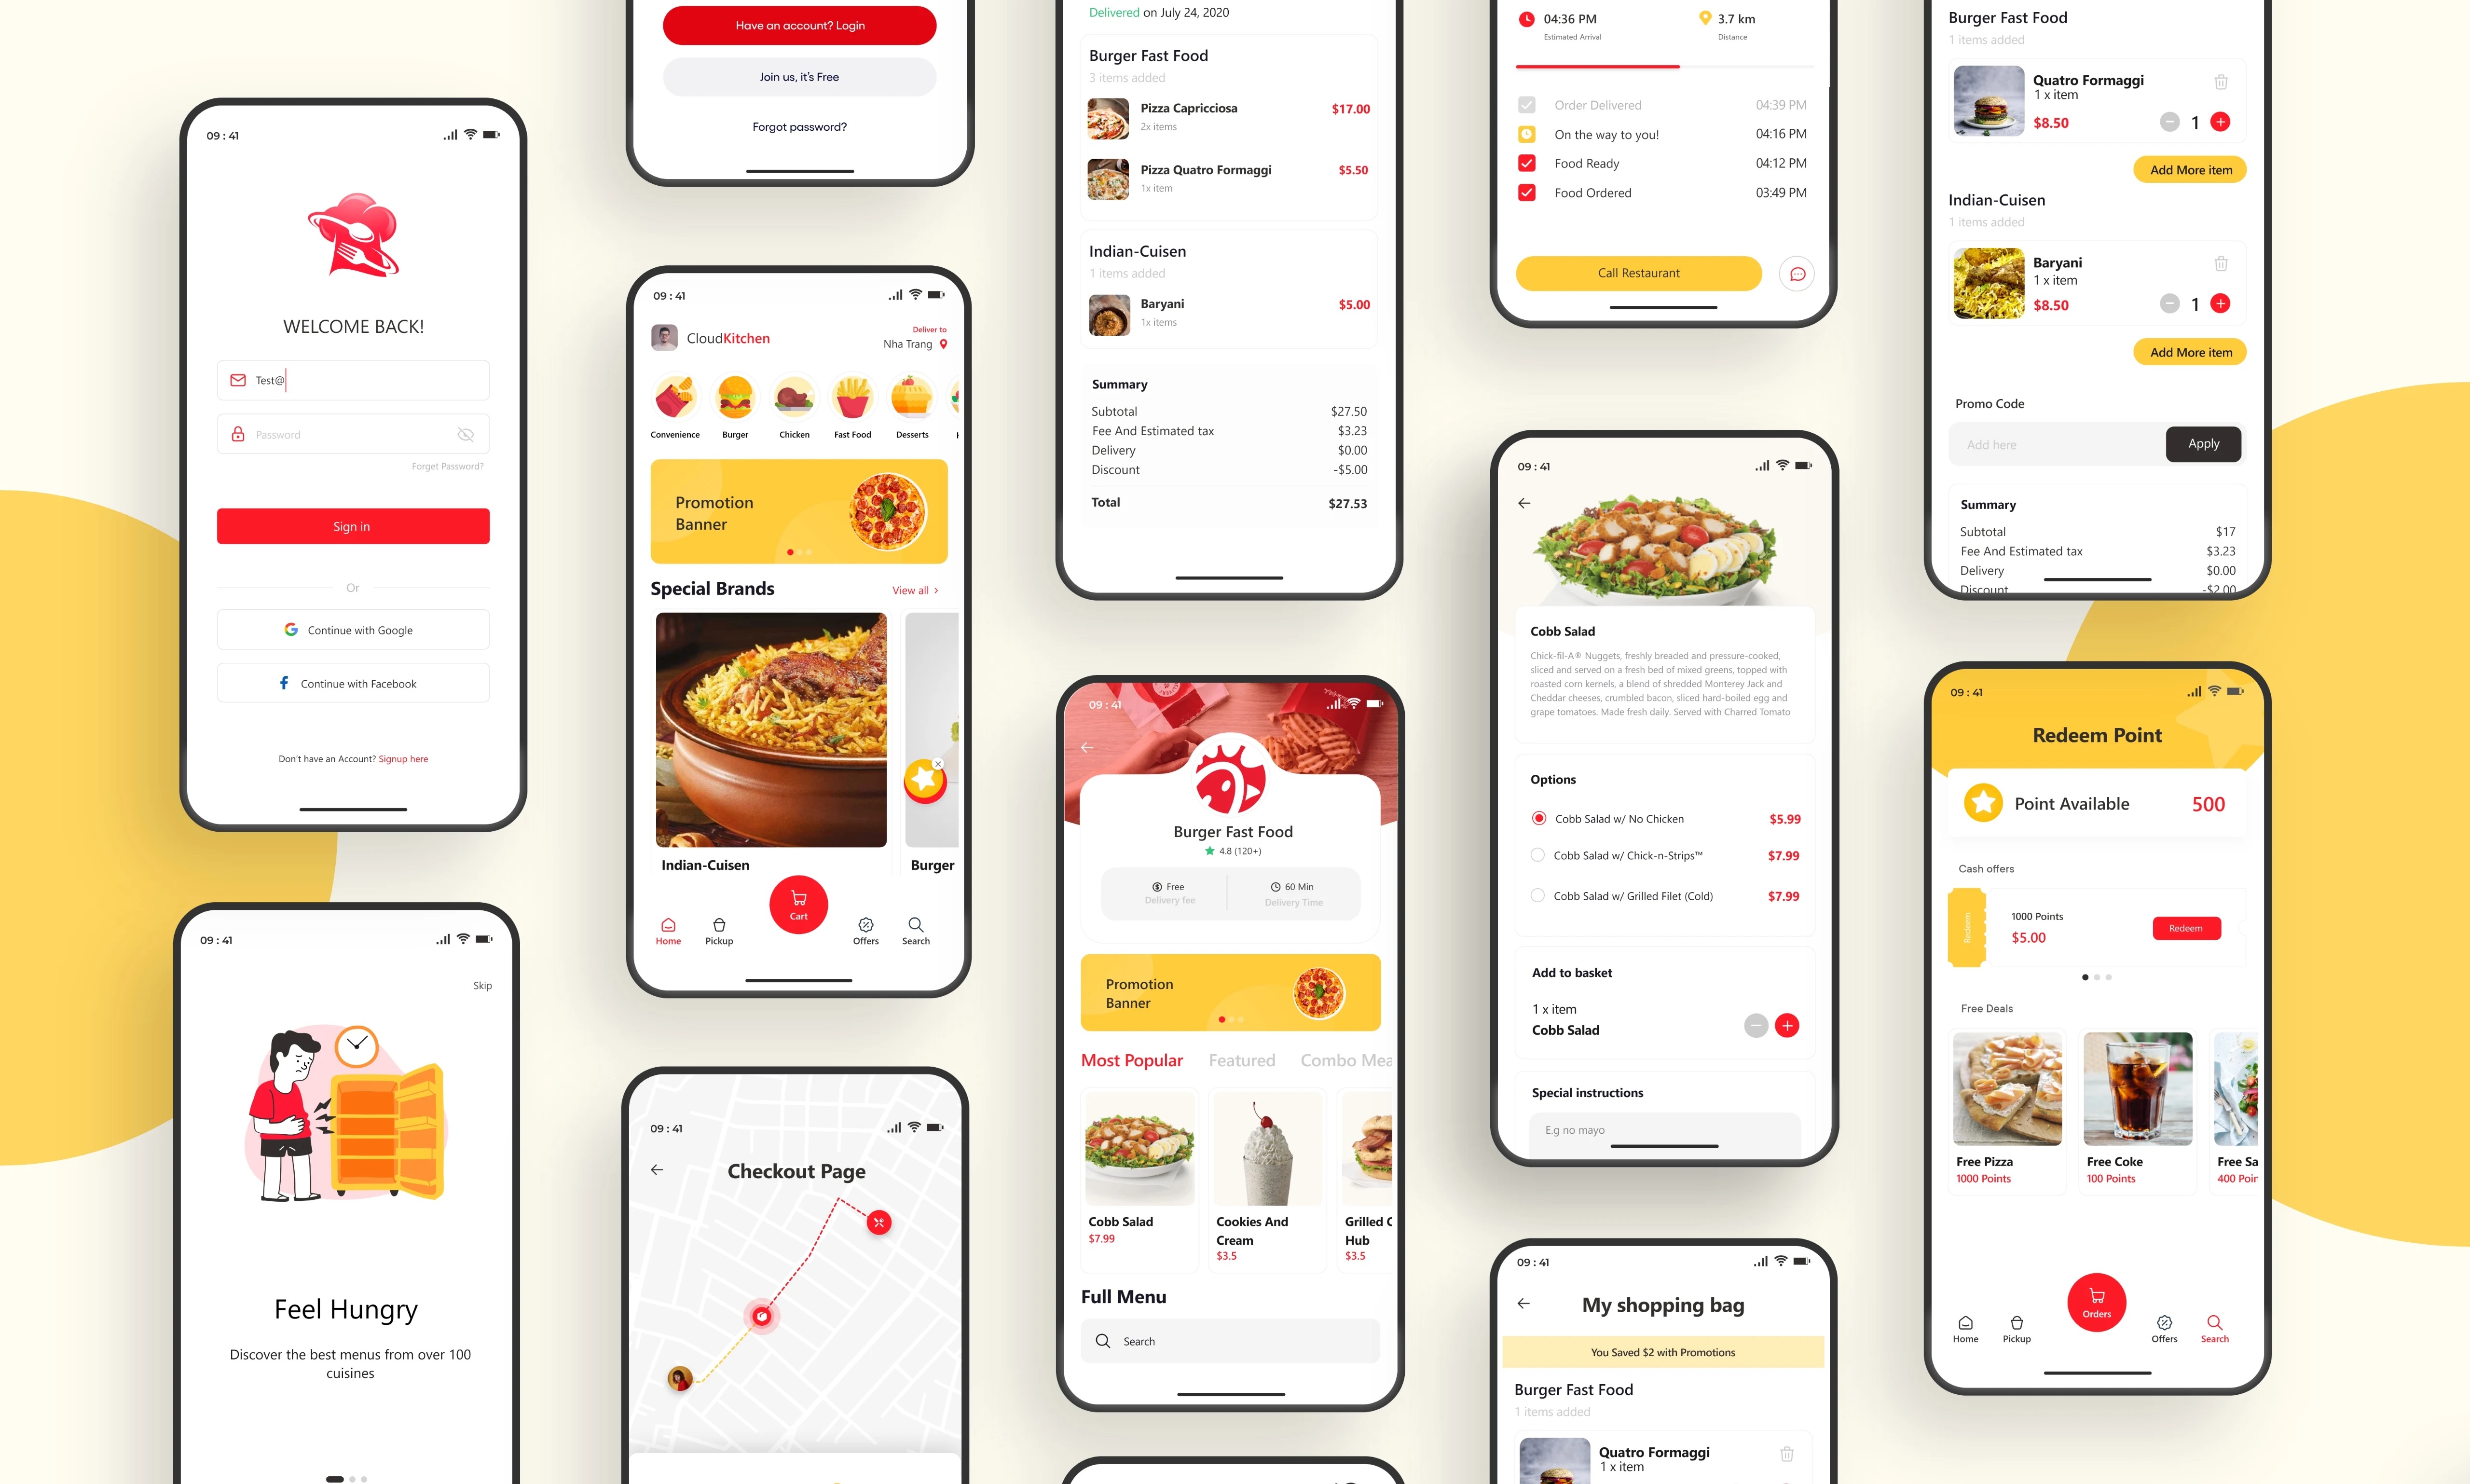 09 : 41
WELCOME BACK!
Test@
Password
Forget Password?
Sign in
Or
Continue with Google
Continue with Facebook
Don't have an Account? Signup here
09 : 41
Skip
Feel Hungry
Discover the best menus from over 100
cuisines
Have an account? Login
Join us, it's Free
Forgot password?
09 : 41
CloudKitchen
Deliver to
Nha Trang
Convenience
Burger
Chicken
Fast Food
Desserts
Promotion
Banner
Special Brands
View all >
Indian-Cuisen
Burger
Cart
Home
Pickup
Offers
Search
09 : 41
Checkout Page
Delivered on July 24, 2020
Burger Fast Food
3 items added
Pizza Capricciosa
$17.00
2x items
Pizza Quatro Formaggi
$5.50
1x item
Indian-Cuisen
1 items added
Baryani
$5.00
1x items
Summary
Subtotal $27.50
Fee And Estimated tax $3.23
Delivery $0.00
Discount -$5.00
Total $27.53
09 : 41
Burger Fast Food
4.8 (120+)
Free
Delivery fee
60 Min
Delivery Time
Promotion
Banner
Most Popular Featured Combo Mea
Cobb Salad
$7.99
Cookies And
Cream
$3.5
Grilled C
Hub
$3.5
Full Menu
Search
04:36 PM
Estimated Arrival
3.7 km
Distance
Order Delivered 04:39 PM
On the way to you! 04:16 PM
Food Ready 04:12 PM
Food Ordered 03:49 PM
Call Restaurant
09 : 41
Cobb Salad
Chick-fil-A® Nuggets, freshly breaded and pressure-cooked,
sliced and served on a fresh bed of mixed greens, topped with
roasted corn kernels, a blend of shredded Monterey Jack and
Cheddar cheeses, crumbled bacon, sliced hard-boiled egg and
grape tomatoes. Made fresh daily. Served with Charred Tomato
Options
Cobb Salad w/ No Chicken $5.99
Cobb Salad w/ Chick-n-Strips™ $7.99
Cobb Salad w/ Grilled Filet (Cold) $7.99
Add to basket
1 x item
Cobb Salad
Special instructions
E.g no mayo
09 : 41
My shopping bag
You Saved $2 with Promotions
Burger Fast Food
1 items added
Quatro Formaggi
1 x item
Burger Fast Food
1 items added
Quatro Formaggi
1 x item
$8.50
1
Add More item
Indian-Cuisen
1 items added
Baryani
1 x item
$8.50
1
Add More item
Promo Code
Add here
Apply
Summary
Subtotal $17
Fee And Estimated tax $3.23
Delivery $0.00
Discount -$2.00
09 : 41
Redeem Point
Point Available 500
Cash offers
Redeem
1000 Points
$5.00
Redeem
Free Deals
Free Pizza
1000 Points
Free Coke
100 Points
Free Sa
400 Poir
Orders
Home
Pickup
Offers
Search